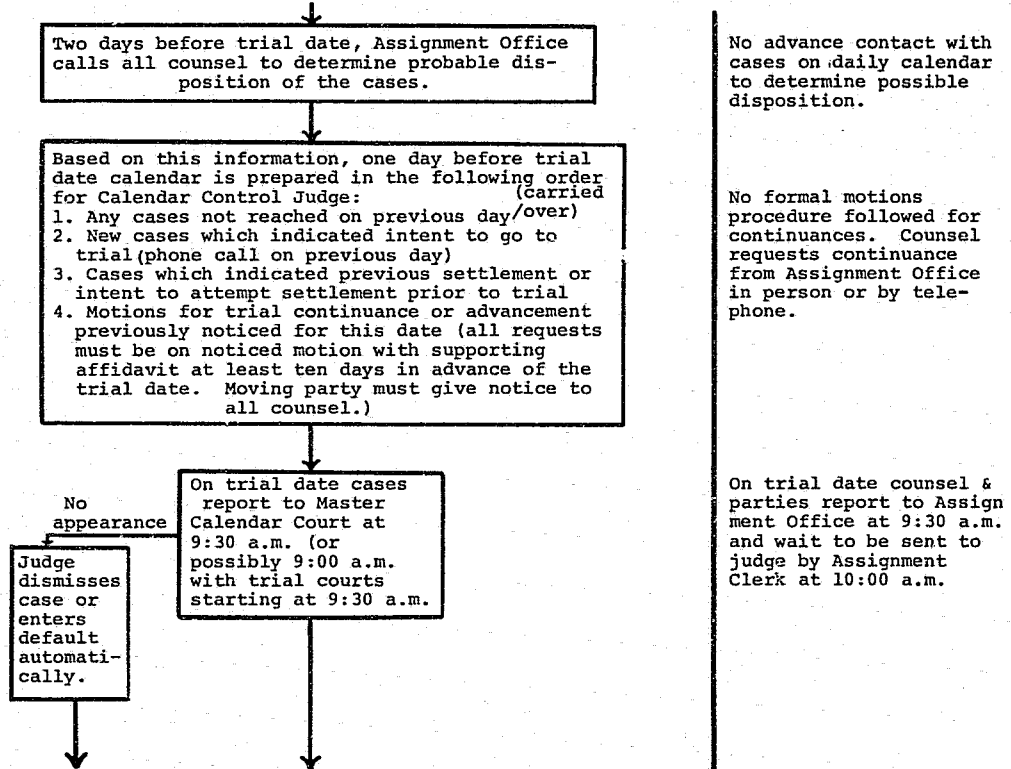 Two days before trial date, Assignment Office
calls all counsel to determine probable dis-
position of the cases.
Based on this information, one day before trial
date calendar is prepared in the following order
for Calendar Control Judge:
1. Any cases not reached on previous day (carried
/over)
2. New cases which indicated intent to go to
trial (phone call on previous day)
3. Cases which indicated previous settlement or
intent to attempt settlement prior to trial
4. Motions for trial continuance or advancement
previously noticed for this date (all requests
must be on noticed motion with supporting
affidavit at least ten days in advance of the
trial date. Moving party must give notice to
all counsel.)
On trial date cases
report to Master
Calendar Court at
9:30 a.m. (or
possibly 9:00 a.m.
with trial courts
starting at 9:30 a.m.
No
appearance
Judge
dismisses
case or
enters
default
automati-
cally.
No advance contact with
cases on daily calendar
to determine possible
disposition.
No formal motions
procedure followed for
continuances. Counsel
requests continuance
from Assignment Office
in person or by tele-
phone.
On trial date counsel &
parties report to Assign
ment Office at 9:30 a.m.
and wait to be sent to
judge by Assignment
Clerk at 10:00 a.m.